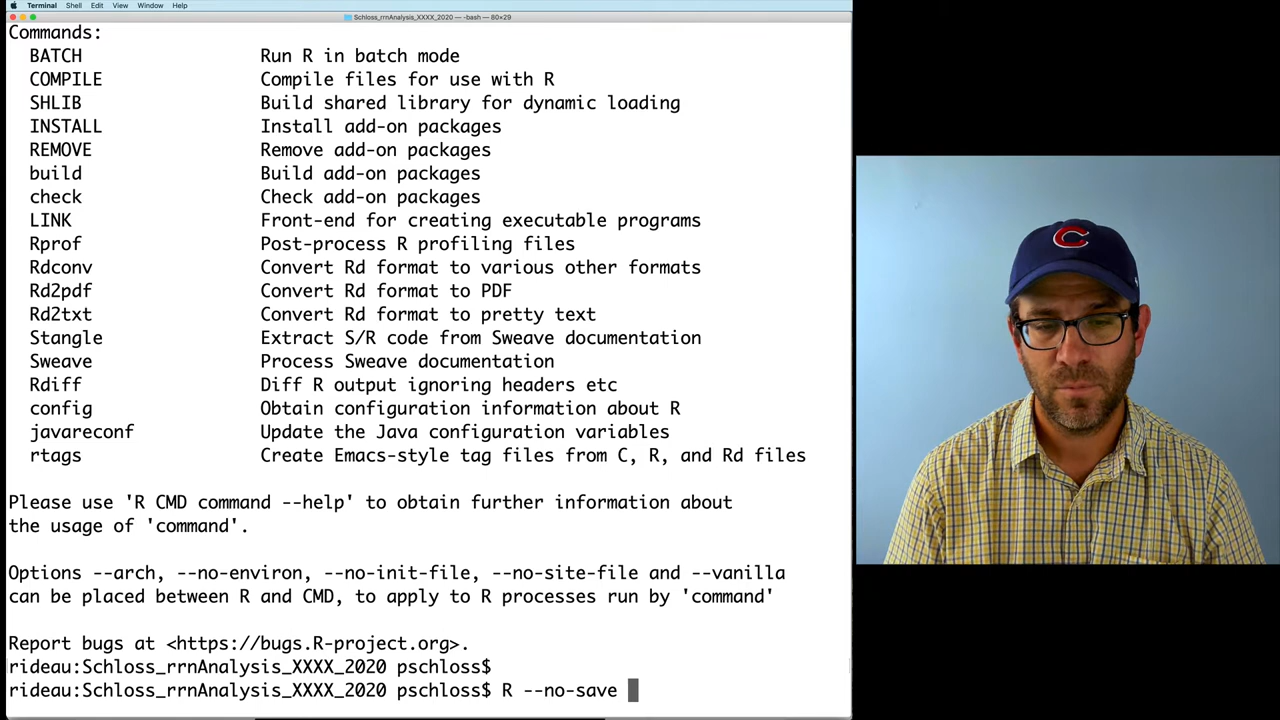 Terminal Shell Edit View Window Help
Schloss_rrnAnalysis_XXXX_2020 — -bash — 80×29
Commands:
BATCH Run R in batch mode
COMPILE Compile files for use with R
SHLIB Build shared library for dynamic loading
INSTALL Install add-on packages
REMOVE Remove add-on packages
build Build add-on packages
check Check add-on packages
LINK Front-end for creating executable programs
Rprof Post-process R profiling files
Rdconv Convert Rd format to various other formats
Rd2pdf Convert Rd format to PDF
Rd2txt Convert Rd format to pretty text
Stangle Extract S/R code from Sweave documentation
Sweave Process Sweave documentation
Rdiff Diff R output ignoring headers etc
config Obtain configuration information about R
javareconf Update the Java configuration variables
rtags Create Emacs-style tag files from C, R, and Rd files
Please use 'R CMD command --help' to obtain further information about
the usage of 'command'.
Options --arch, --no-environ, --no-init-file, --no-site-file and --vanilla
can be placed between R and CMD, to apply to R processes run by 'command'
Report bugs at <https://bugs.R-project.org>.
rideau:Schloss_rrnAnalysis_XXXX_2020 pschloss$
rideau:Schloss_rrnAnalysis_XXXX_2020 pschloss$ R --no-save
C